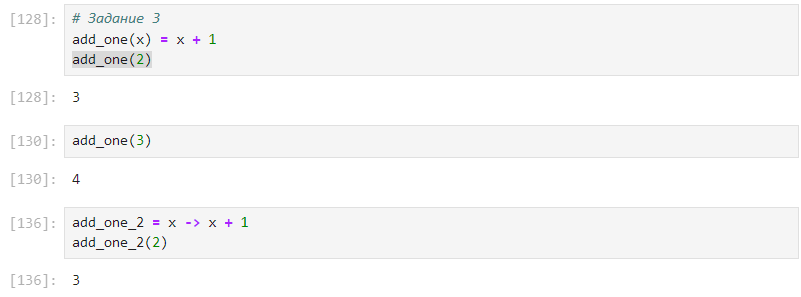 [128]: # Задание 3
add_one(x) = x + 1
add_one(2)
[128]: 3
[130]: add_one(3)
[130]: 4
[136]: add_one_2 = x -> x + 1
add_one_2(2)
[136]: 3